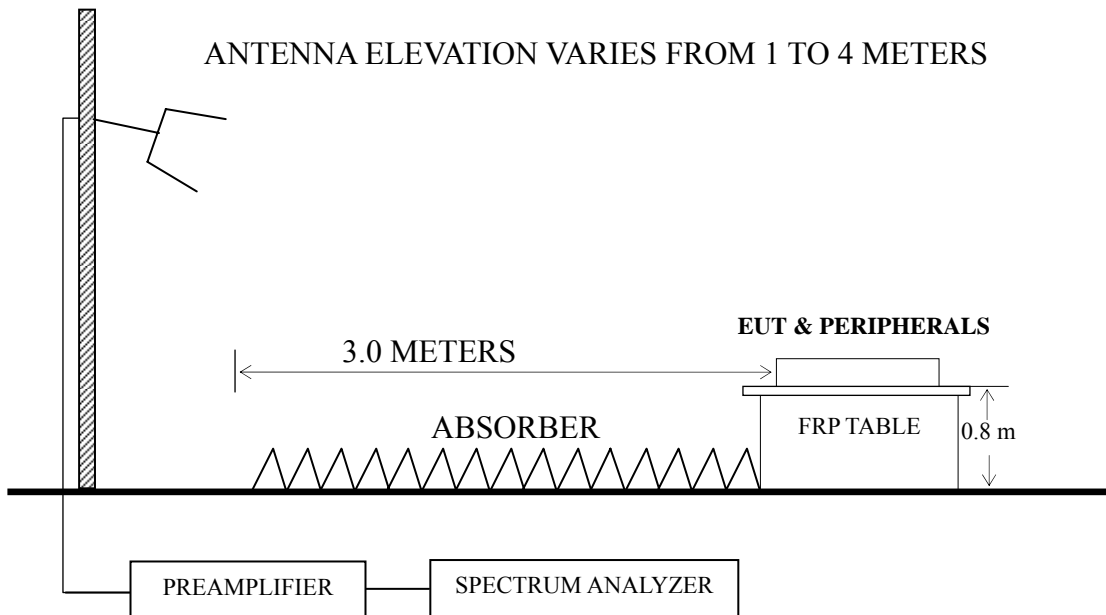 ANTENNA ELEVATION VARIES FROM 1 TO 4 METERS
EUT & PERIPHERALS
3.0 METERS
ABSORBER
FRP TABLE
0.8 m
PREAMPLIFIER
SPECTRUM ANALYZER